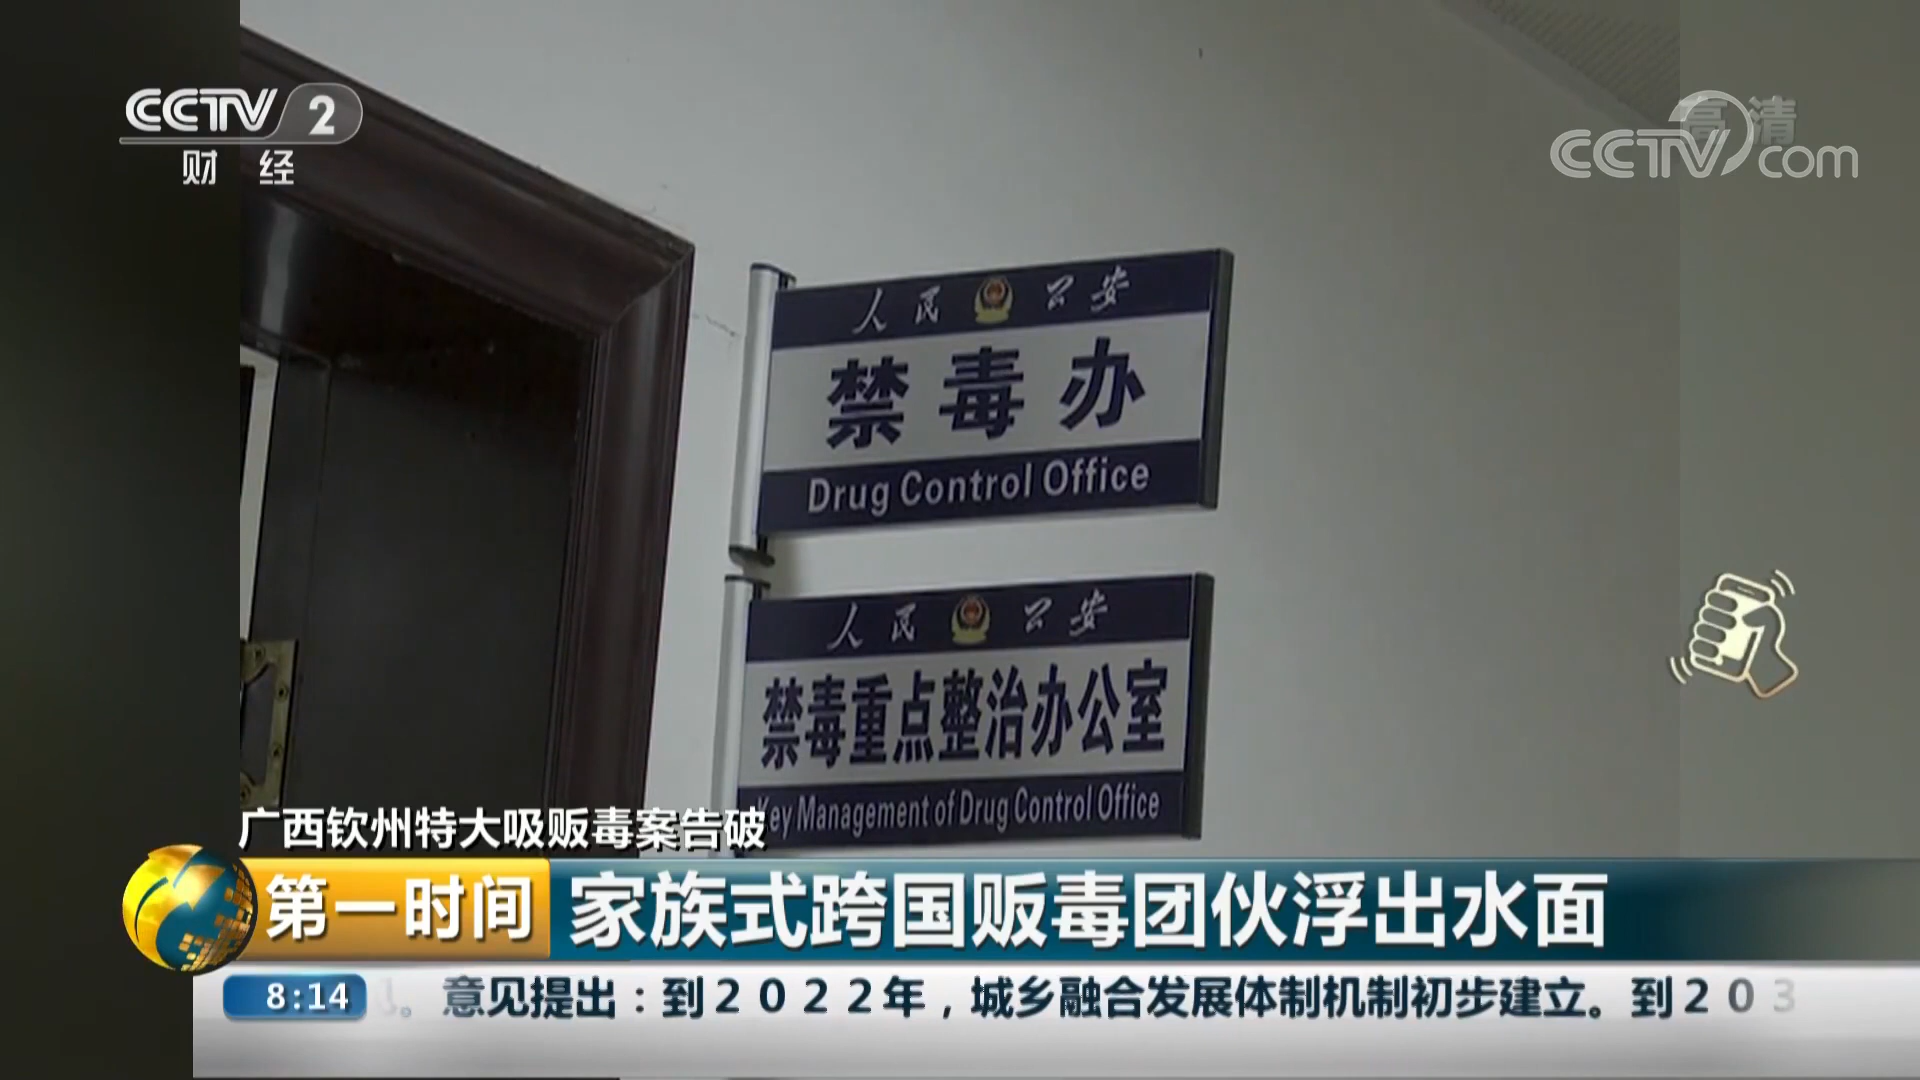 CCTV 2
财 经
高清
CCTV com
人民 公安
禁毒办
Drug Control Office
人民 公安
禁毒重点整治办公室
Key Management of Drug Control Office
广西钦州特大吸贩毒案告破
第一时间 家族式跨国贩毒团伙浮出水面
8:14 。意见提出：到２０２２年，城乡融合发展体制机制初步建立。到２０３